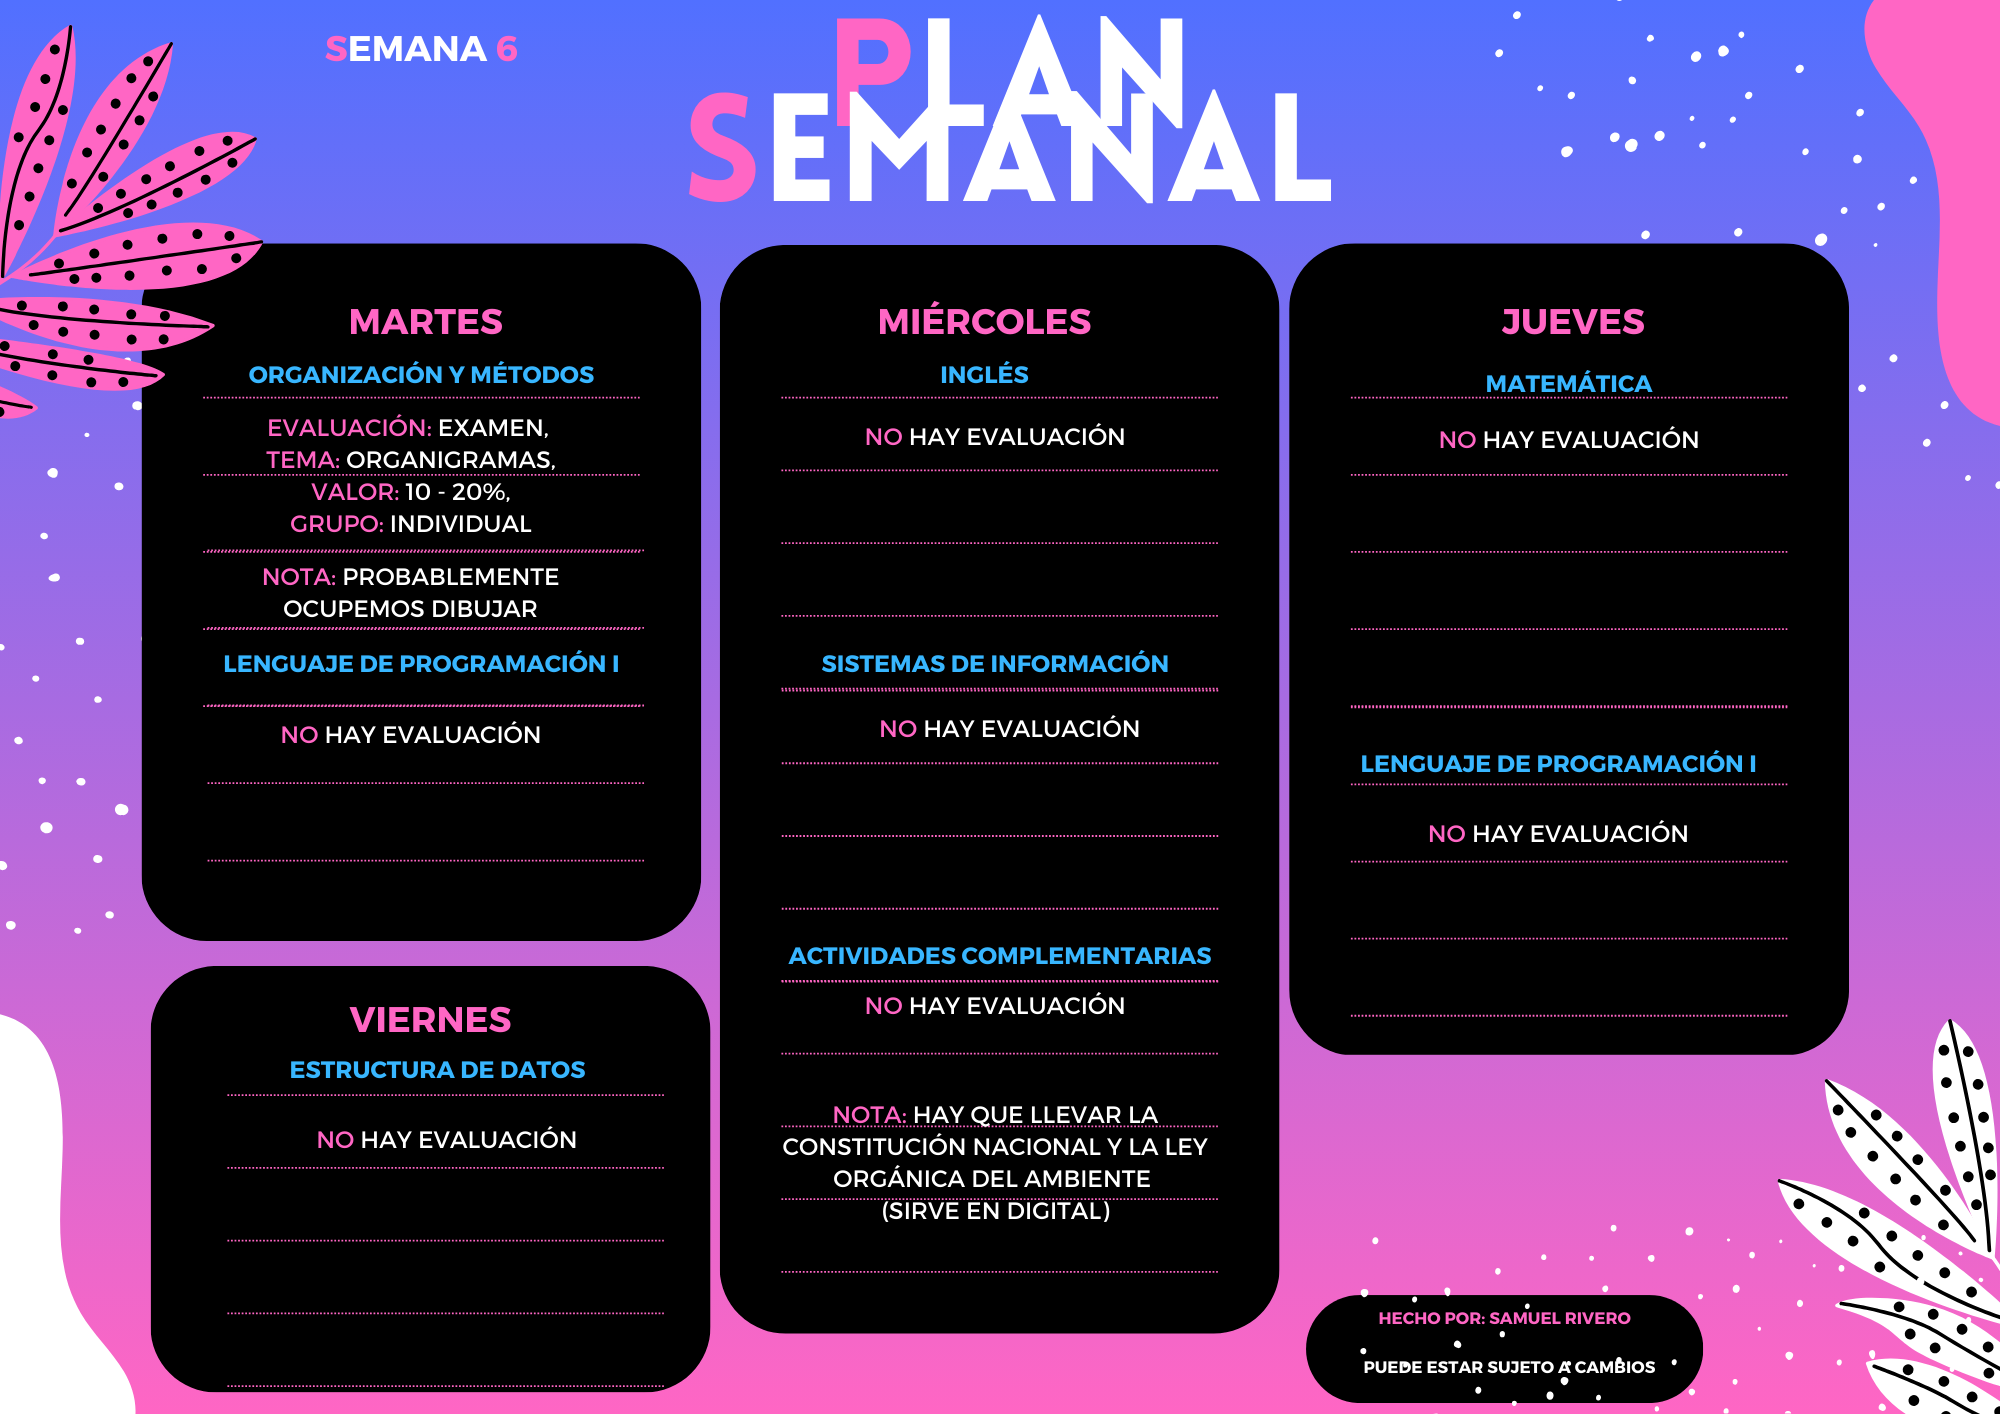 SEMANA 6
PLAN
SEMANAL
MARTES
ORGANIZACIÓN Y MÉTODOS
EVALUACIÓN: EXAMEN,
TEMA: ORGANIGRAMAS,
VALOR: 10 - 20%,
GRUPO: INDIVIDUAL
NOTA: PROBABLEMENTE
OCUPEMOS DIBUJAR
LENGUAJE DE PROGRAMACIÓN I
NO HAY EVALUACIÓN
MIÉRCOLES
INGLÉS
NO HAY EVALUACIÓN
SISTEMAS DE INFORMACIÓN
NO HAY EVALUACIÓN
ACTIVIDADES COMPLEMENTARIAS
NO HAY EVALUACIÓN
NOTA: HAY QUE LLEVAR LA
CONSTITUCIÓN NACIONAL Y LA LEY
ORGÁNICA DEL AMBIENTE
(SIRVE EN DIGITAL)
JUEVES
MATEMÁTICA
NO HAY EVALUACIÓN
LENGUAJE DE PROGRAMACIÓN I
NO HAY EVALUACIÓN
VIERNES
ESTRUCTURA DE DATOS
NO HAY EVALUACIÓN
HECHO POR: SAMUEL RIVERO
PUEDE ESTAR SUJETO A CAMBIOS